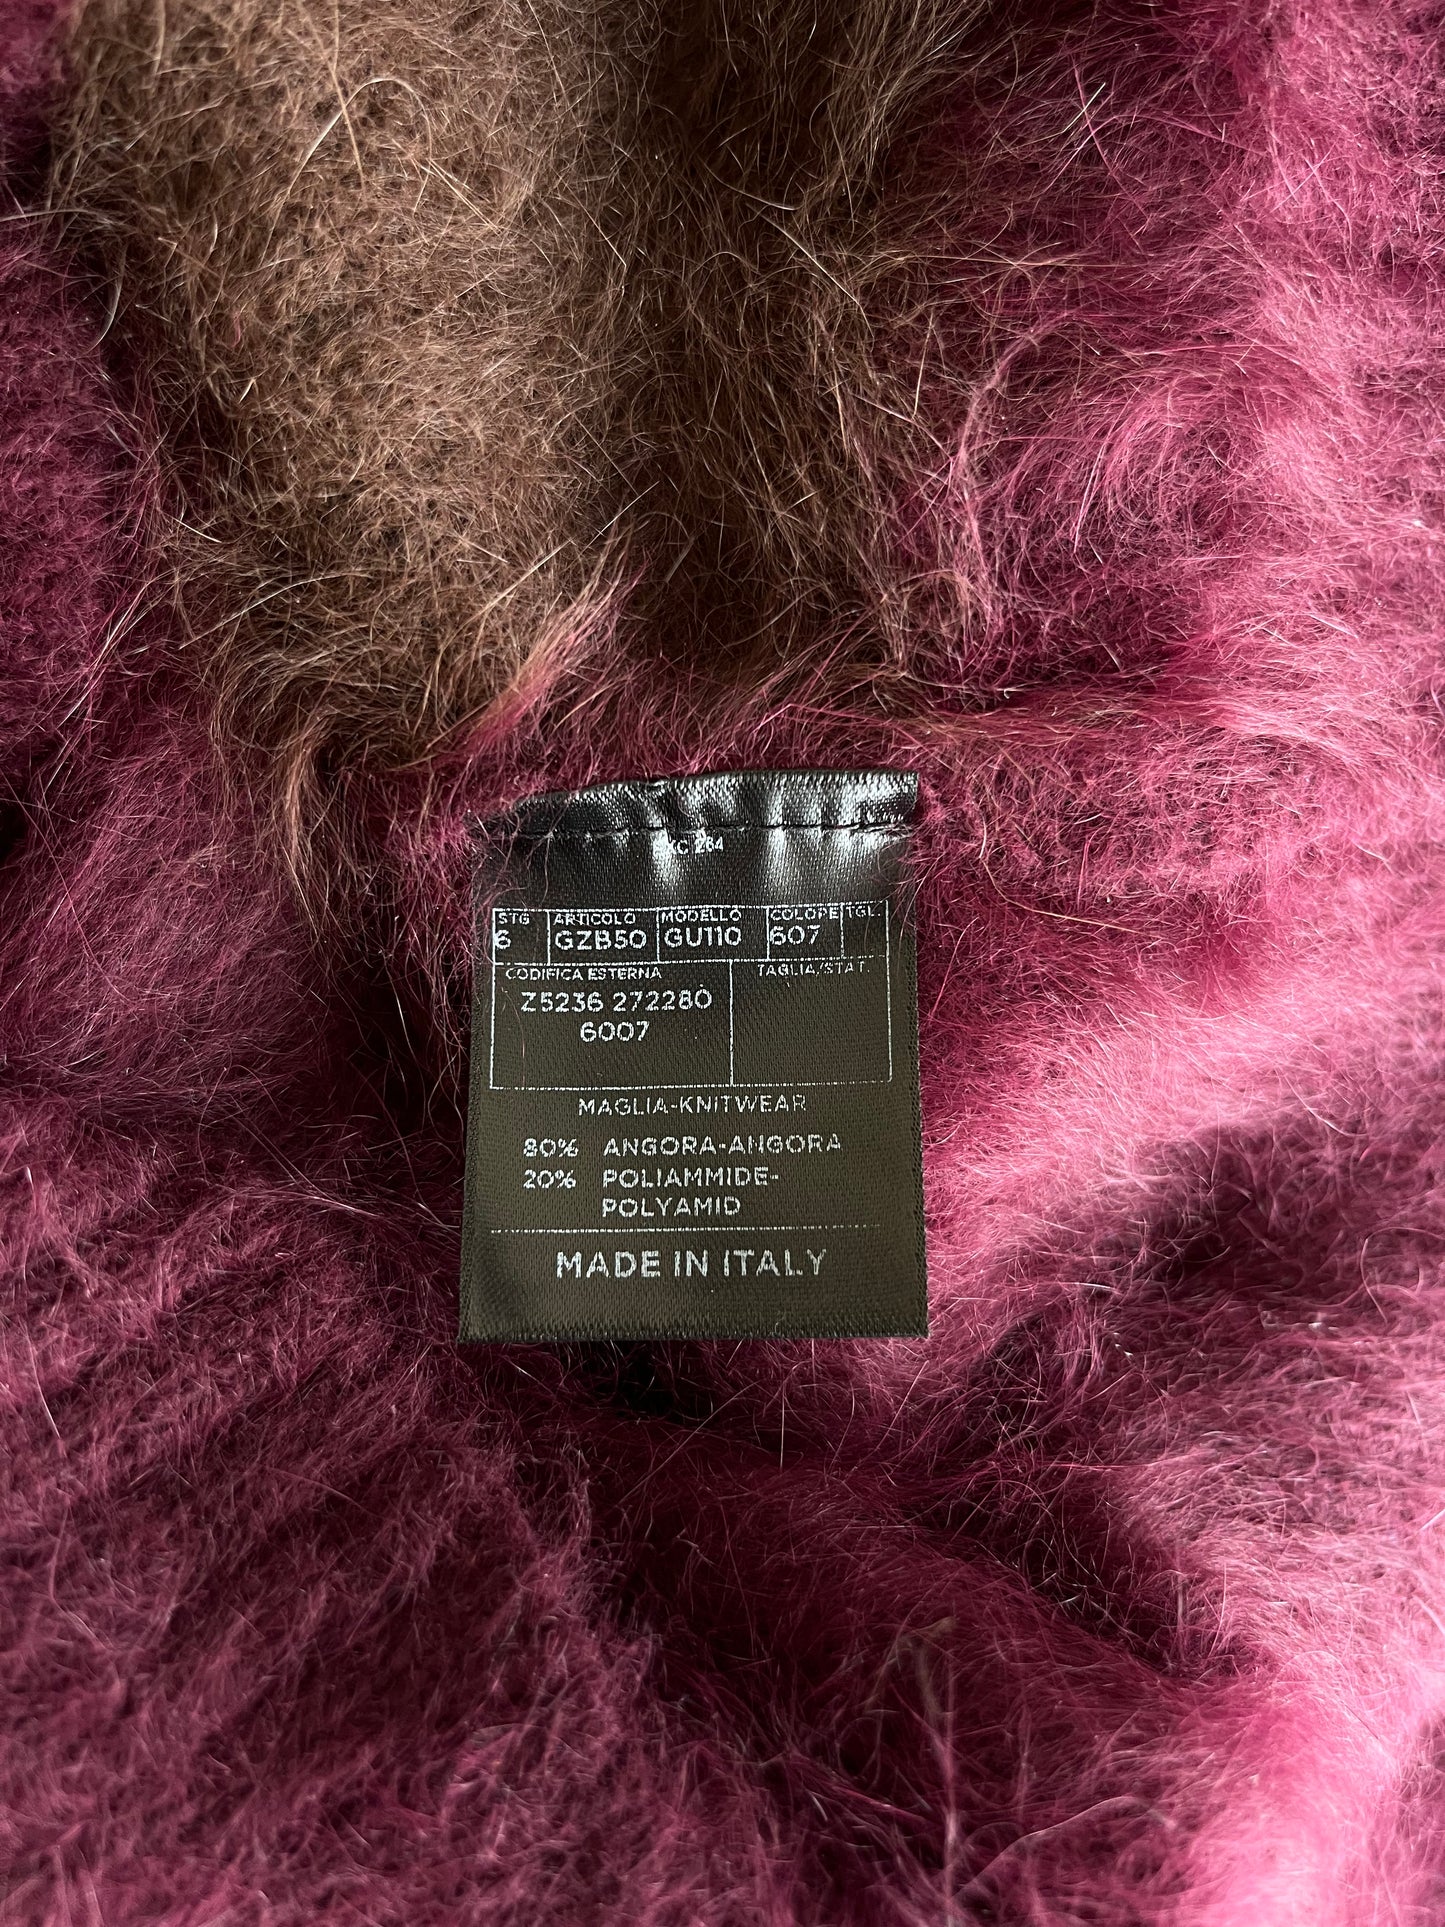 STG ARTICOLO MODELLO COLORE TGL.
6 GZB50 GU110 607
CODIFICA ESTERNA TAGLIA/STAT.
Z5236 272280
6007
MAGLIA-KNITWEAR
80% ANGORA-ANGORA
20% POLIAMMIDE-
POLYAMID
MADE IN ITALY